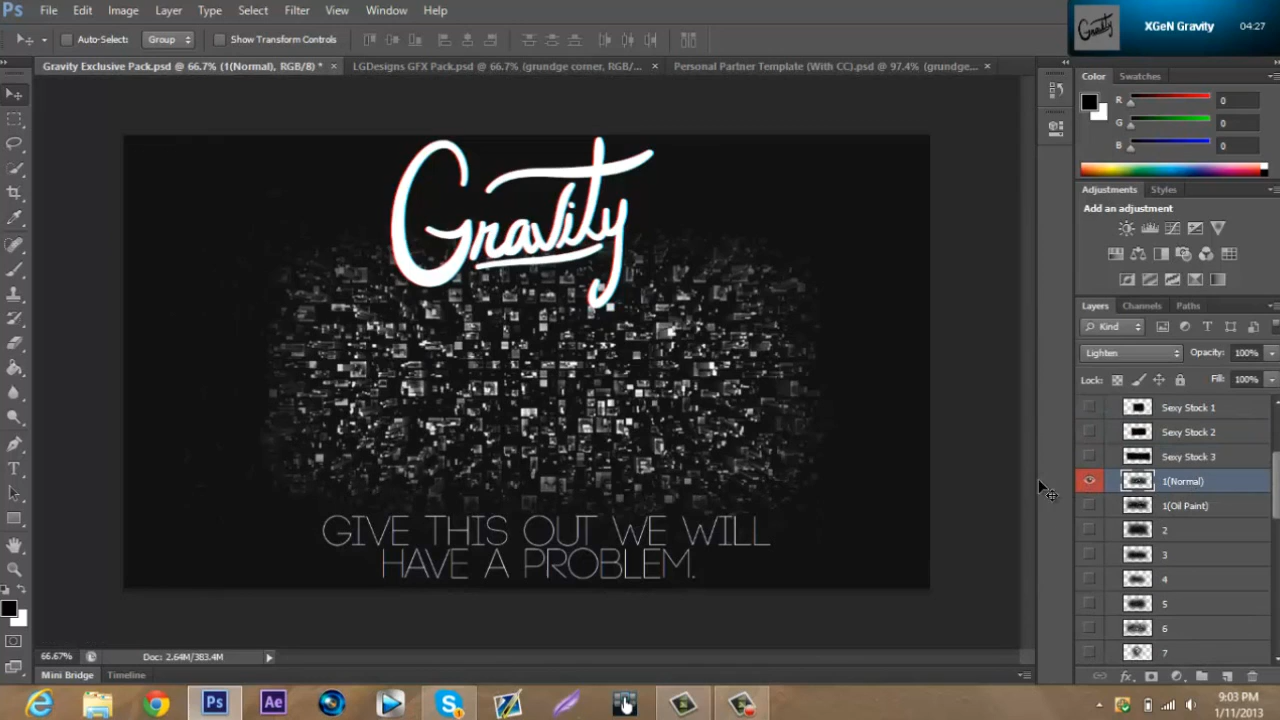 Ps File Edit Image Layer Type Select Filter View Window Help
Gravity XGeN Gravity 04:27
Auto-Select: Group Show Transform Controls
Gravity Exclusive Pack.psd @ 66.7% (1(Normal), RGB/8) * × LGDesigns GFX Pack.psd @ 66.7% (grunge corner, RGB/... × Personal Partner Template (With CC).psd @ 97.4% (grunge... ×
Color Swatches
R 0
G 0
B 0
Adjustments Styles
Add an adjustment
Gravity
GIVE THIS OUT WE WILL
HAVE A PROBLEM.
Layers Channels Paths
Kind
Lighten Opacity: 100%
Lock: Fill: 100%
Sexy Stock 1
Sexy Stock 2
Sexy Stock 3
1(Normal)
1(Oil Paint)
2
3
4
5
6
7
66.67% Doc: 2.64M/383.4M
Mini Bridge Timeline
Ps Ae
9:03 PM
1/11/2013